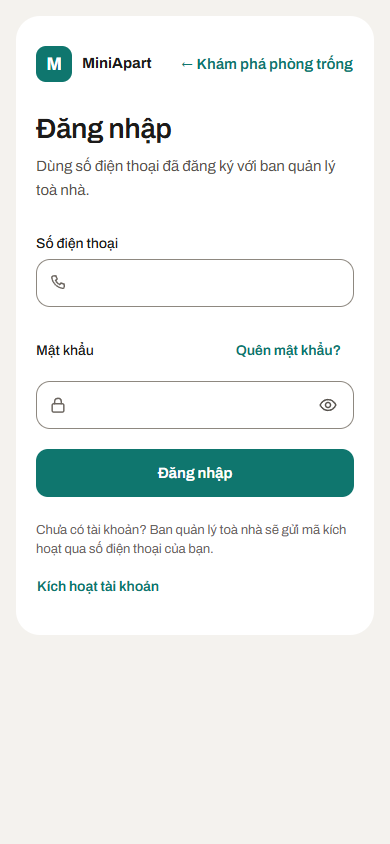 M MiniApart ← Khám phá phòng trống
Đăng nhập
Dùng số điện thoại đã đăng ký với ban quản lý
toà nhà.
Số điện thoại
Mật khẩu Quên mật khẩu?
Đăng nhập
Chưa có tài khoản? Ban quản lý toà nhà sẽ gửi mã kích
hoạt qua số điện thoại của bạn.
Kích hoạt tài khoản